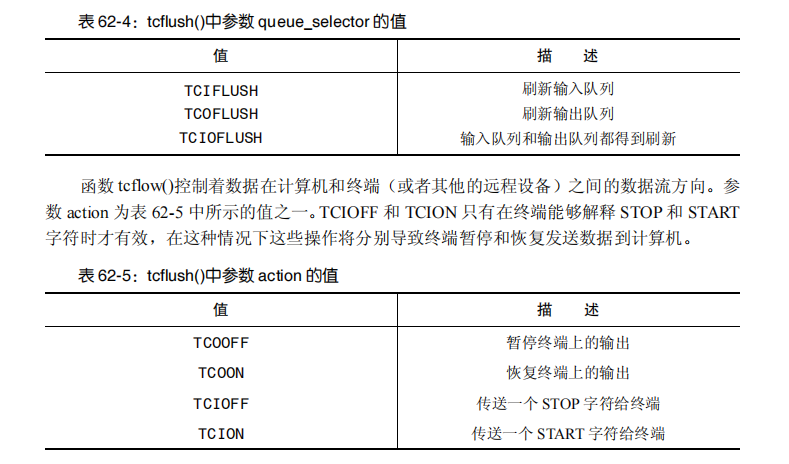 表 62-4：tcflush()中参数 queue_selector 的值
值 描 述
TCIFLUSH 刷新输入队列
TCOFLUSH 刷新输出队列
TCIOFLUSH 输入队列和输出队列都得到刷新
函数 tcflow()控制着数据在计算机和终端（或者其他的远程设备）之间的数据流方向。参
数 action 为表 62-5 中所示的值之一。TCIOFF 和 TCION 只有在终端能够解释 STOP 和 START
字符时才有效，在这种情况下这些操作将分别导致终端暂停和恢复发送数据到计算机。
表 62-5：tcflush()中参数 action 的值
值 描 述
TCOOFF 暂停终端上的输出
TCOON 恢复终端上的输出
TCIOFF 传送一个 STOP 字符给终端
TCION 传送一个 START 字符给终端